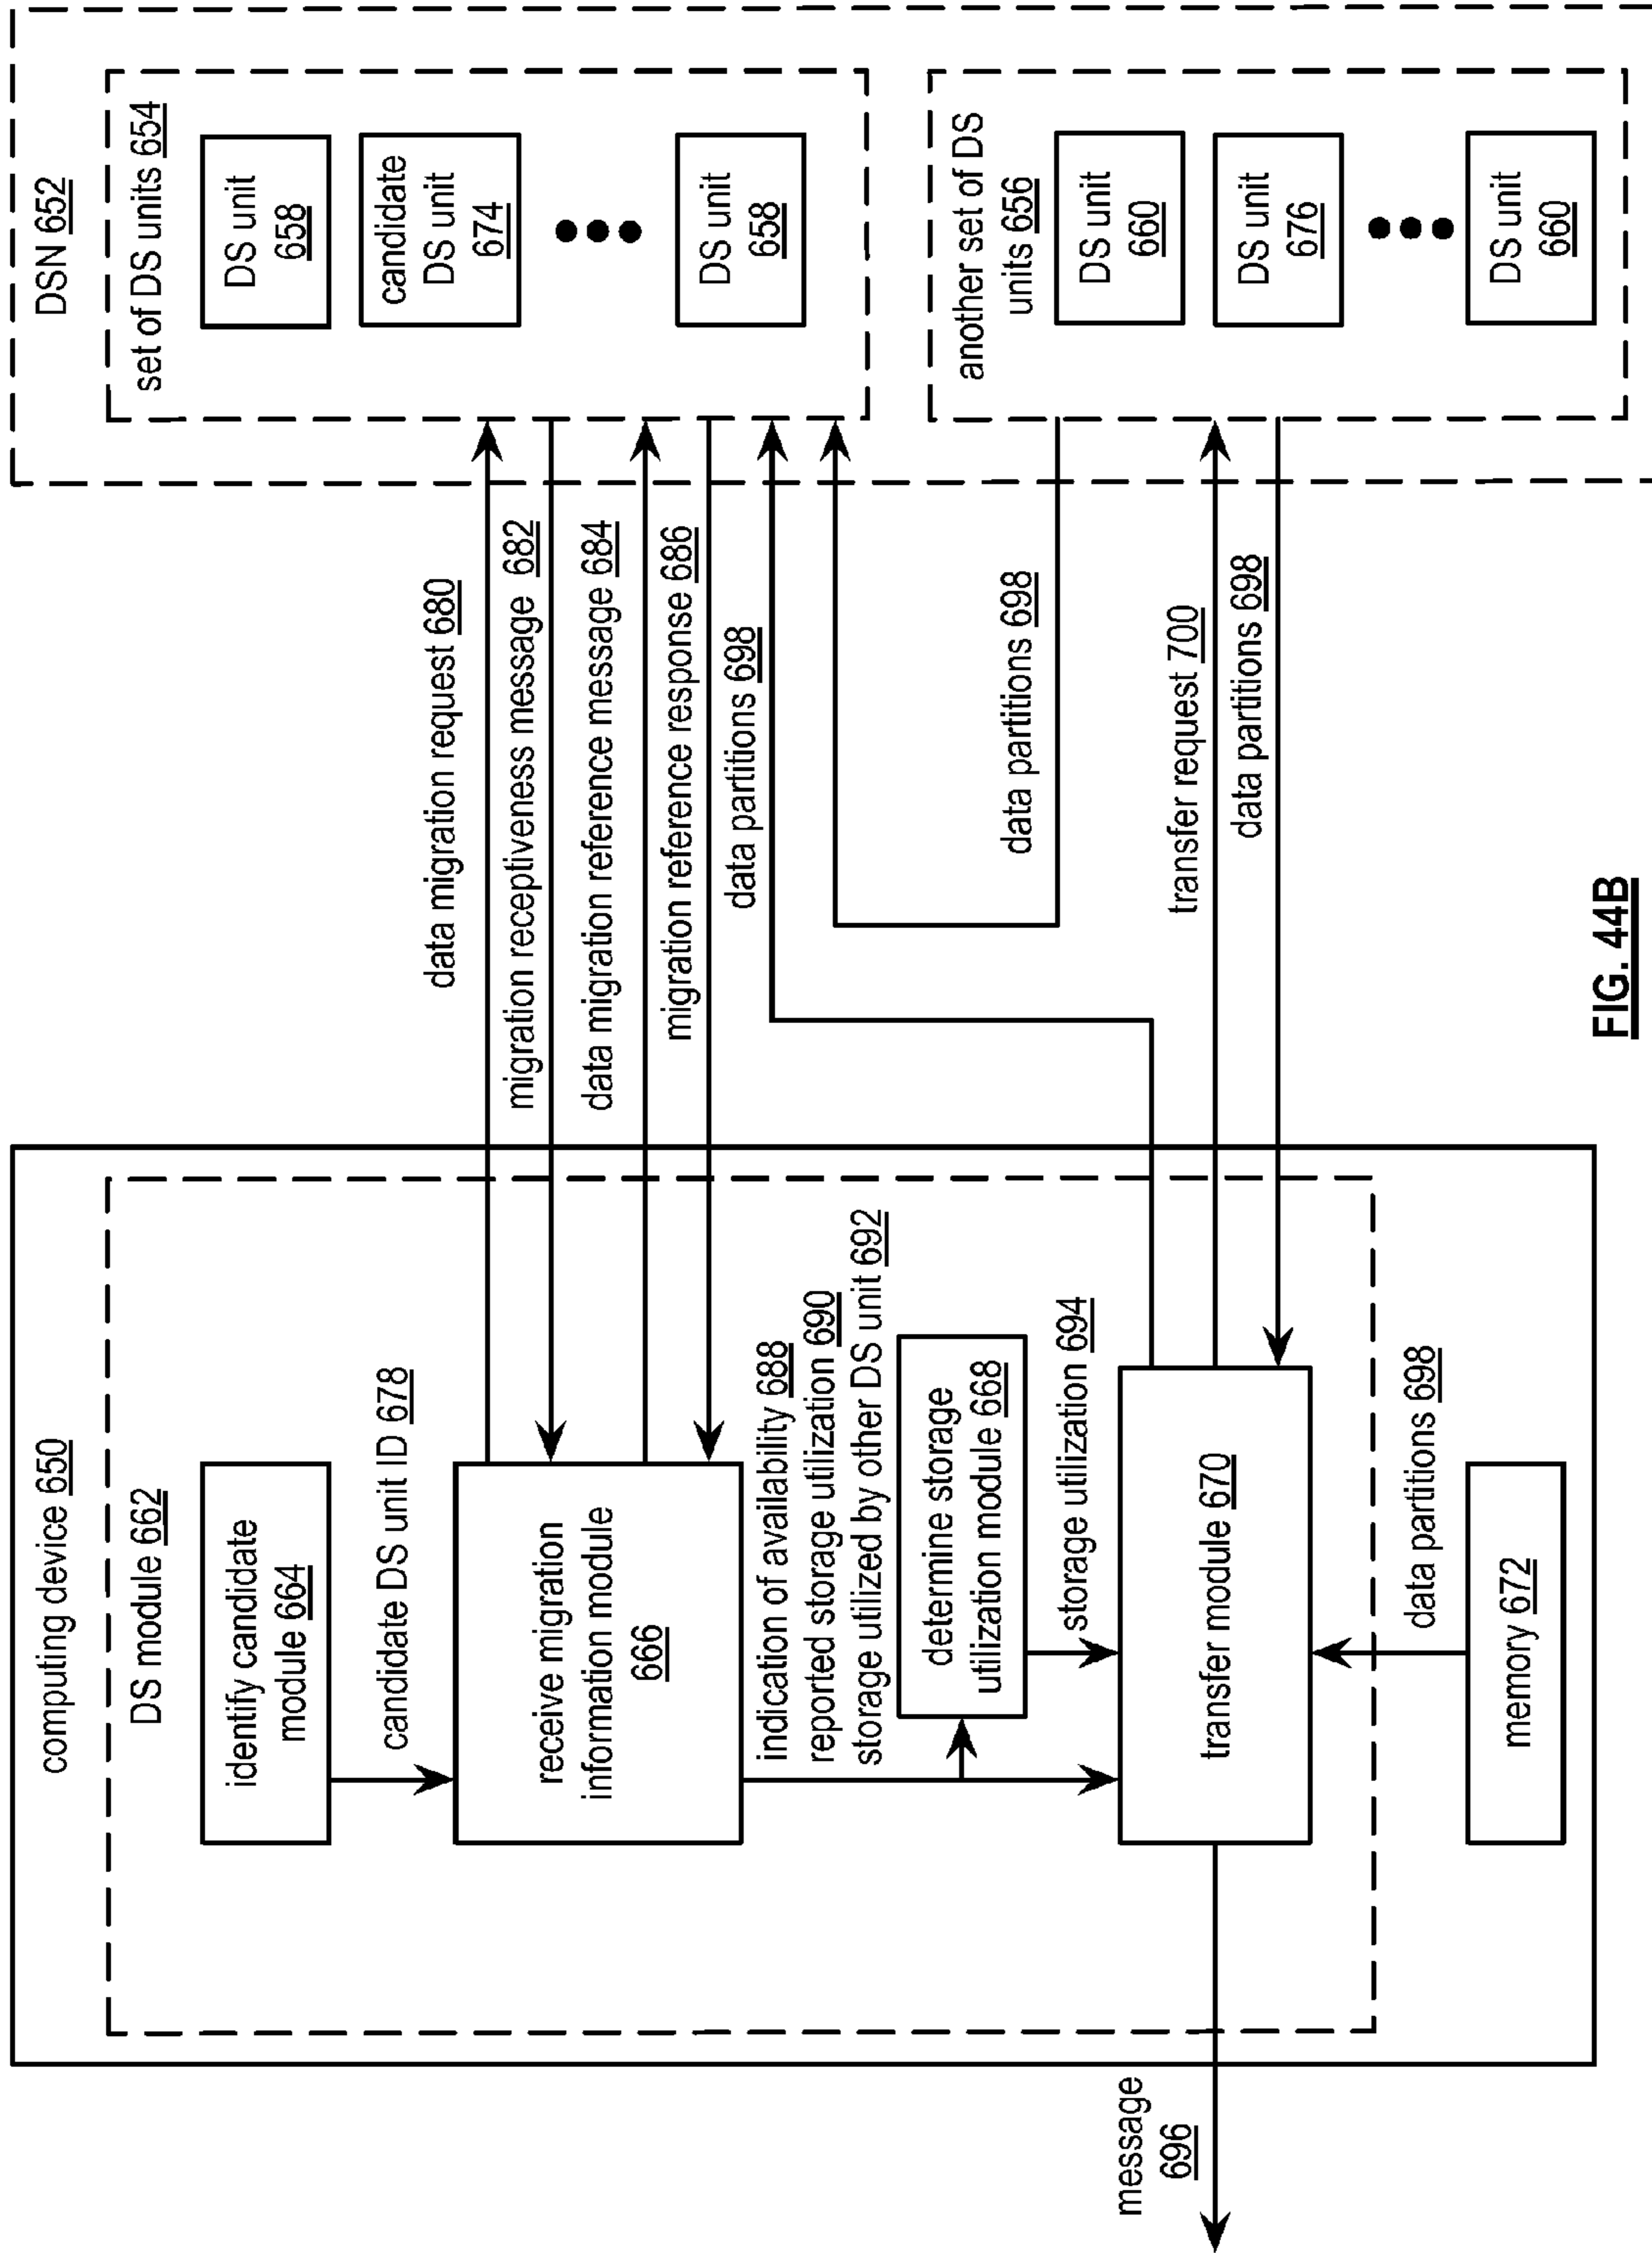 computing device 650
DS module 662
identify candidate
module 664
candidate DS unit ID 678
receive migration
information module
666
indication of availability 688
reported storage utilization 690
storage utilized by other DS unit 692
determine storage
utilization module 668
storage utilization 694
transfer module 670
data partitions 698
memory 672
message
696
data migration request 680
migration receptiveness message 682
data migration reference message 684
migration reference response 686
data partitions 698
data partitions 698
transfer request 700
data partitions 698
DSN 652
set of DS units 654
DS unit
658
candidate
DS unit
674
DS unit
658
another set of DS
units 656
DS unit
660
DS unit
676
DS unit
660
FIG. 44B